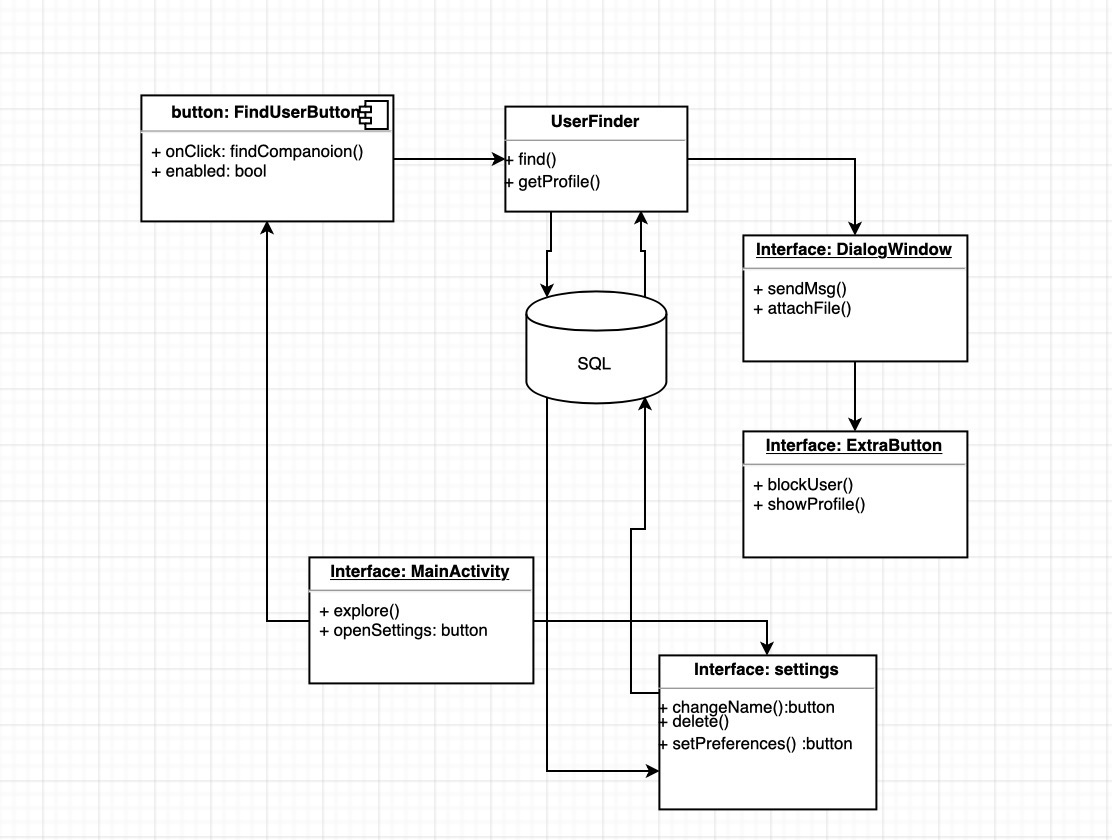 button: FindUserButton
+ onClick: findCompanoion()
+ enabled: bool
UserFinder
+ find()
+ getProfile()
Interface: DialogWindow
+ sendMsg()
+ attachFile()
SQL
Interface: ExtraButton
+ blockUser()
+ showProfile()
Interface: MainActivity
+ explore()
+ openSettings: button
Interface: settings
+ changeName():button
+ delete()
+ setPreferences() :button